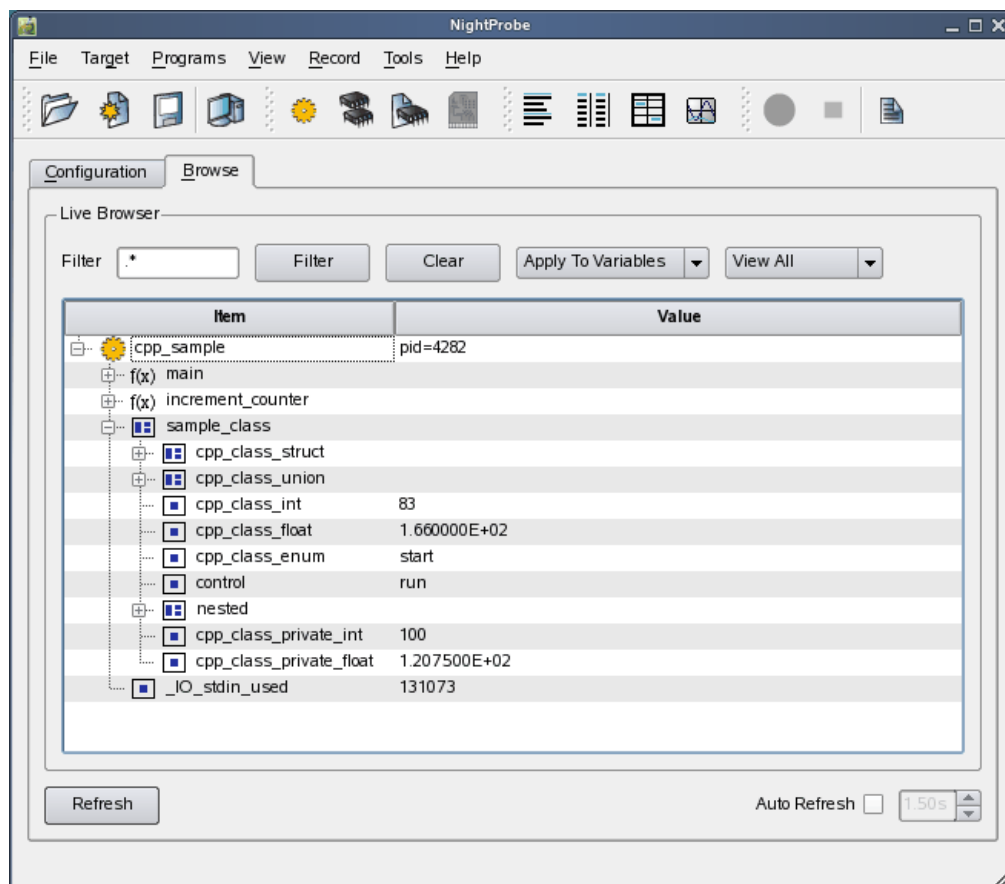 NightProbe
File Target Programs View Record Tools Help
Configuration Browse
Live Browser
Filter .* Filter Clear Apply To Variables View All
Item Value
cpp_sample pid=4282
f(x) main
f(x) increment_counter
sample_class
cpp_class_struct
cpp_class_union
cpp_class_int 83
cpp_class_float 1.660000E+02
cpp_class_enum start
control run
nested
cpp_class_private_int 100
cpp_class_private_float 1.207500E+02
_IO_stdin_used 131073
Refresh Auto Refresh 1.50s